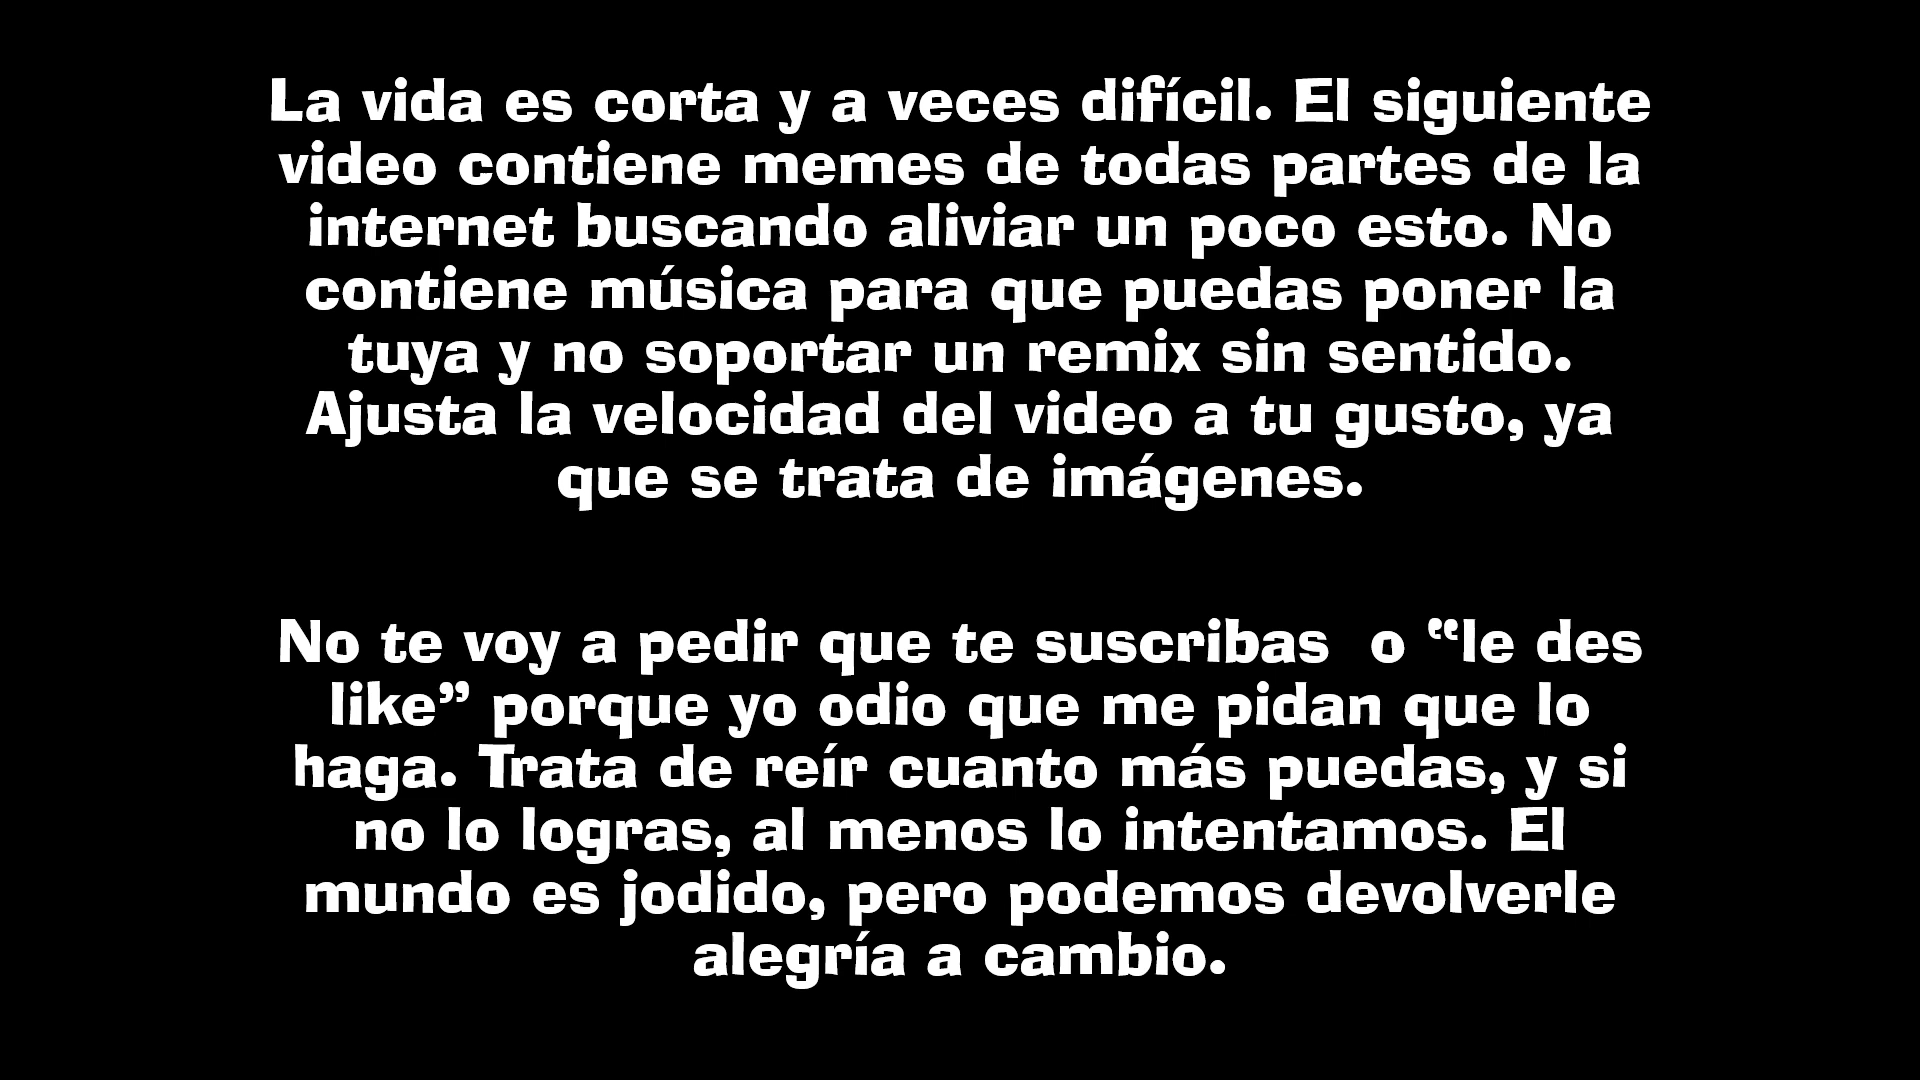 La vida es corta y a veces difícil. El siguiente
video contiene memes de todas partes de la
internet buscando aliviar un poco esto. No
contiene música para que puedas poner la
tuya y no soportar un remix sin sentido.
Ajusta la velocidad del video a tu gusto, ya
que se trata de imágenes.
No te voy a pedir que te suscribas  o “le des
like” porque yo odio que me pidan que lo
haga. Trata de reír cuanto más puedas, y si
no lo logras, al menos lo intentamos. El
mundo es jodido, pero podemos devolverle
alegría a cambio.